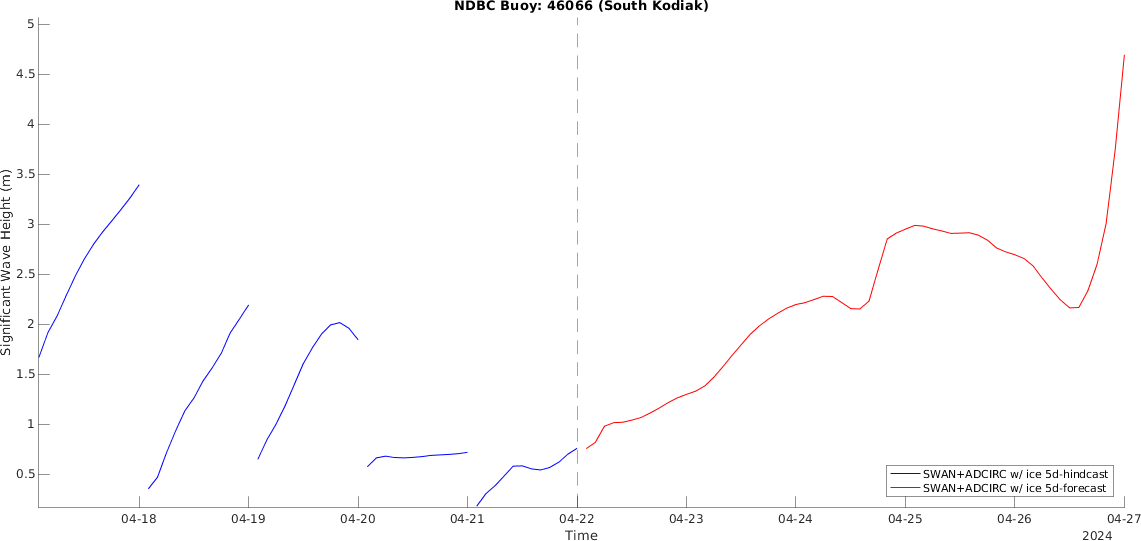 NDBC Buoy: 46066 (South Kodiak)
5
4.5
4
3.5
3
2.5
2
1.5
1
0.5
Significant Wave Height (m)
SWAN+ADCIRC w/ ice 5d-hindcast
SWAN+ADCIRC w/ ice 5d-forecast
04-18 04-19 04-20 04-21 04-22 04-23 04-24 04-25 04-26 04-27
Time
2024